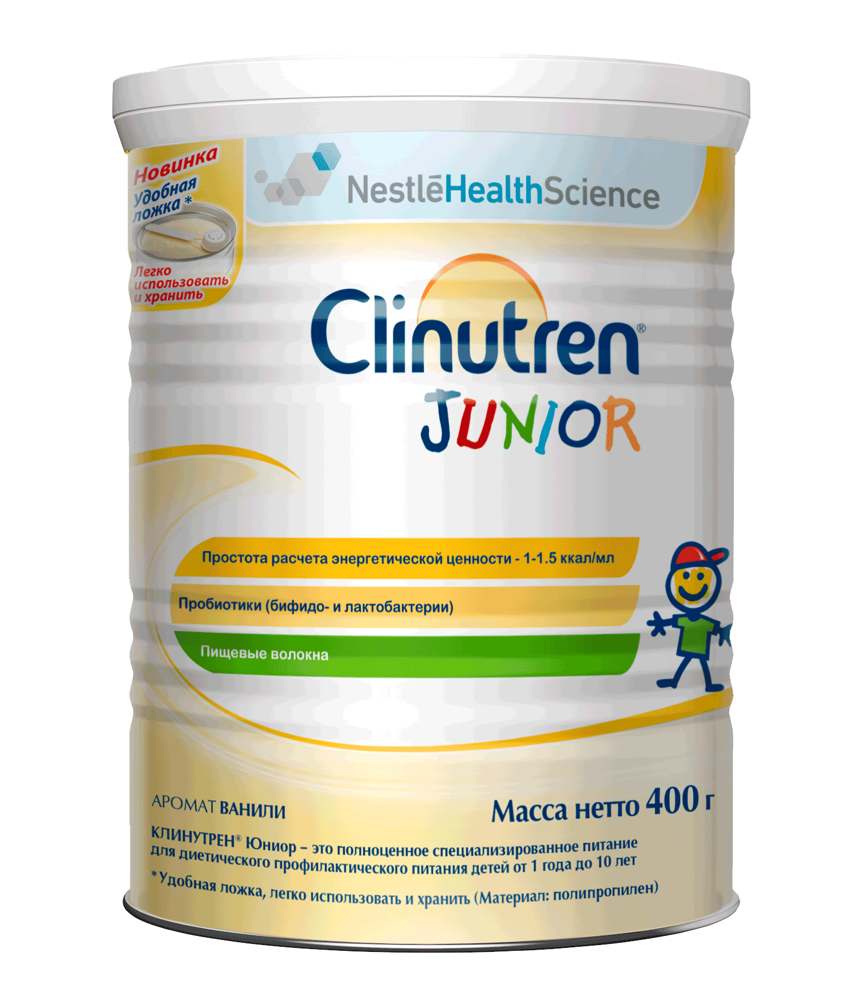 Новинка
Удобная
ложка *
Легко
использовать
и хранить
NestléHealthScience
Clinutren®
JUNIOR
Простота расчета энергетической ценности - 1-1.5 ккал/мл
Пробиотики (бифидо- и лактобактерии)
Пищевые волокна
АРОМАТ ВАНИЛИ
Масса нетто 400 г
КЛИНУТРЕН® Юниор – это полноценное специализированное питание
для диетического профилактического питания детей от 1 года до 10 лет
*Удобная ложка, легко использовать и хранить (Материал: полипропилен)